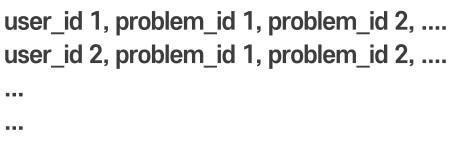 user_id 1, problem_id 1, problem_id 2, ....
user_id 2, problem_id 1, problem_id 2, ....
...
...